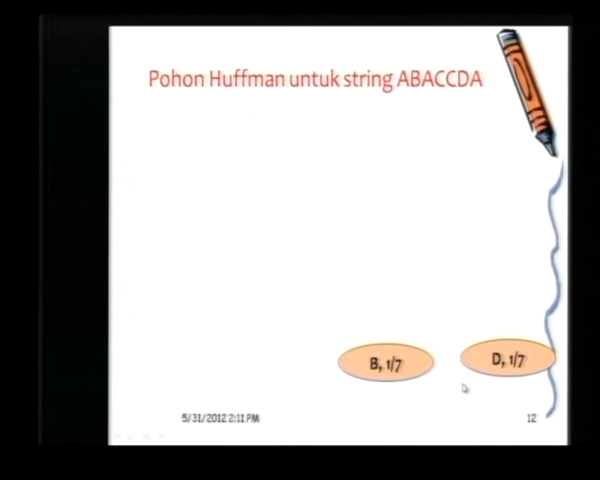 Pohon Huffman untuk string ABACCDA
B, 1/7
D, 1/7
5/31/2012 2:11 PM
12